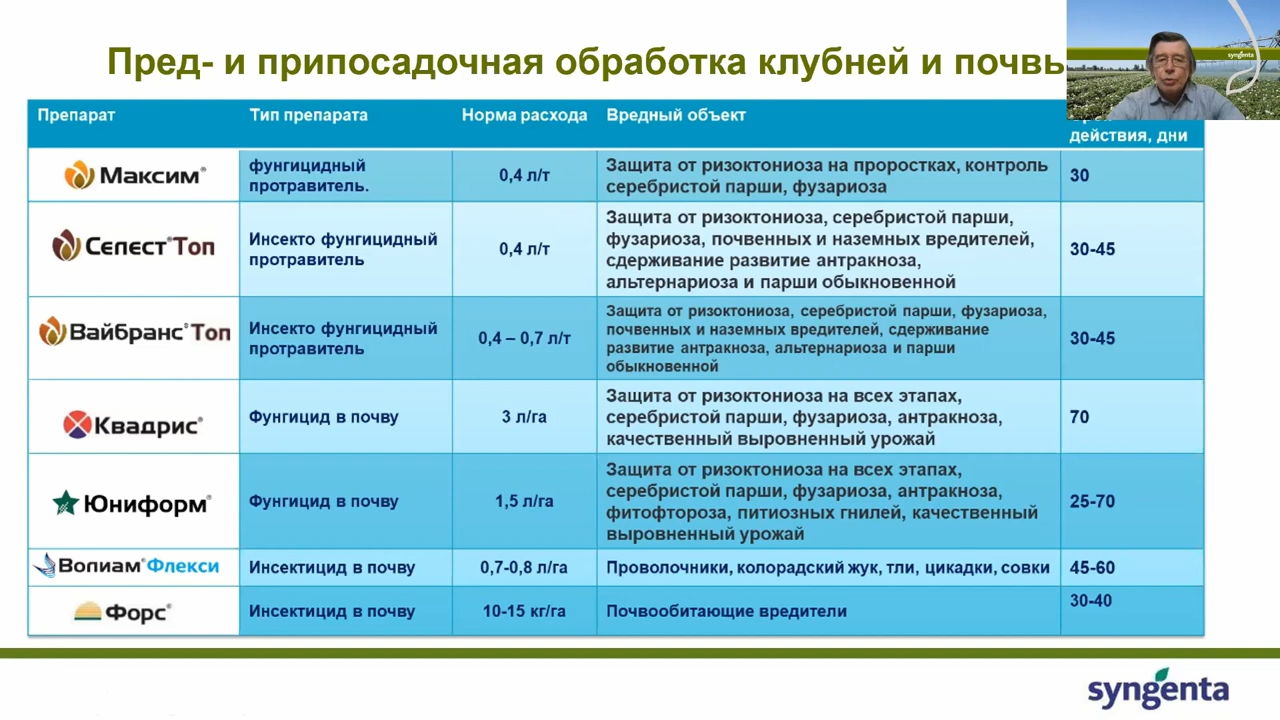 Пред- и припосадочная обработка клубней и почвы
syngenta
Препарат
Тип препарата
Норма расхода
Вредный объект
действия, дни
Максим®
фунгицидный
протравитель.
0,4 л/т
Защита от ризоктониоза на проростках, контроль
серебристой парши, фузариоза
30
Селест®Топ
Инсекто фунгицидный
протравитель
0,4 л/т
Защита от ризоктониоза, серебристой парши,
фузариоза, почвенных и наземных вредителей,
сдерживание развитие антракноза,
альтернариоза и парши обыкновенной
30-45
Вайбранс®Топ
Инсекто фунгицидный
протравитель
0,4 – 0,7 л/т
Защита от ризоктониоза, серебристой парши, фузариоза,
почвенных и наземных вредителей, сдерживание
развитие антракноза, альтернариоза и парши
обыкновенной
30-45
Квадрис®
Фунгицид в почву
3 л/га
Защита от ризоктониоза на всех этапах,
серебристой парши, фузариоза, антракноза,
качественный выровненный урожай
70
Юниформ®
Фунгицид в почву
1,5 л/га
Защита от ризоктониоза на всех этапах,
серебристой парши, фузариоза, антракноза,
фитофтороза, питиозных гнилей, качественный
выровненный урожай
25-70
Волиам®Флекси
Инсектицид в почву
0,7-0,8 л/га
Проволочники, колорадский жук, тли, цикадки, совки
45-60
Форс®
Инсектицид в почву
10-15 кг/га
Почвообитающие вредители
30-40
syngenta